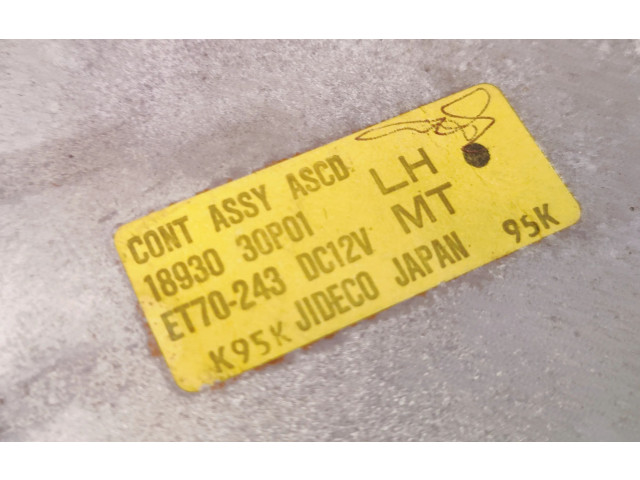 CONT ASSY ASCD LH
18930 30P01 MT
ET70-243 DC12V
K95K JIDECO JAPAN 95K